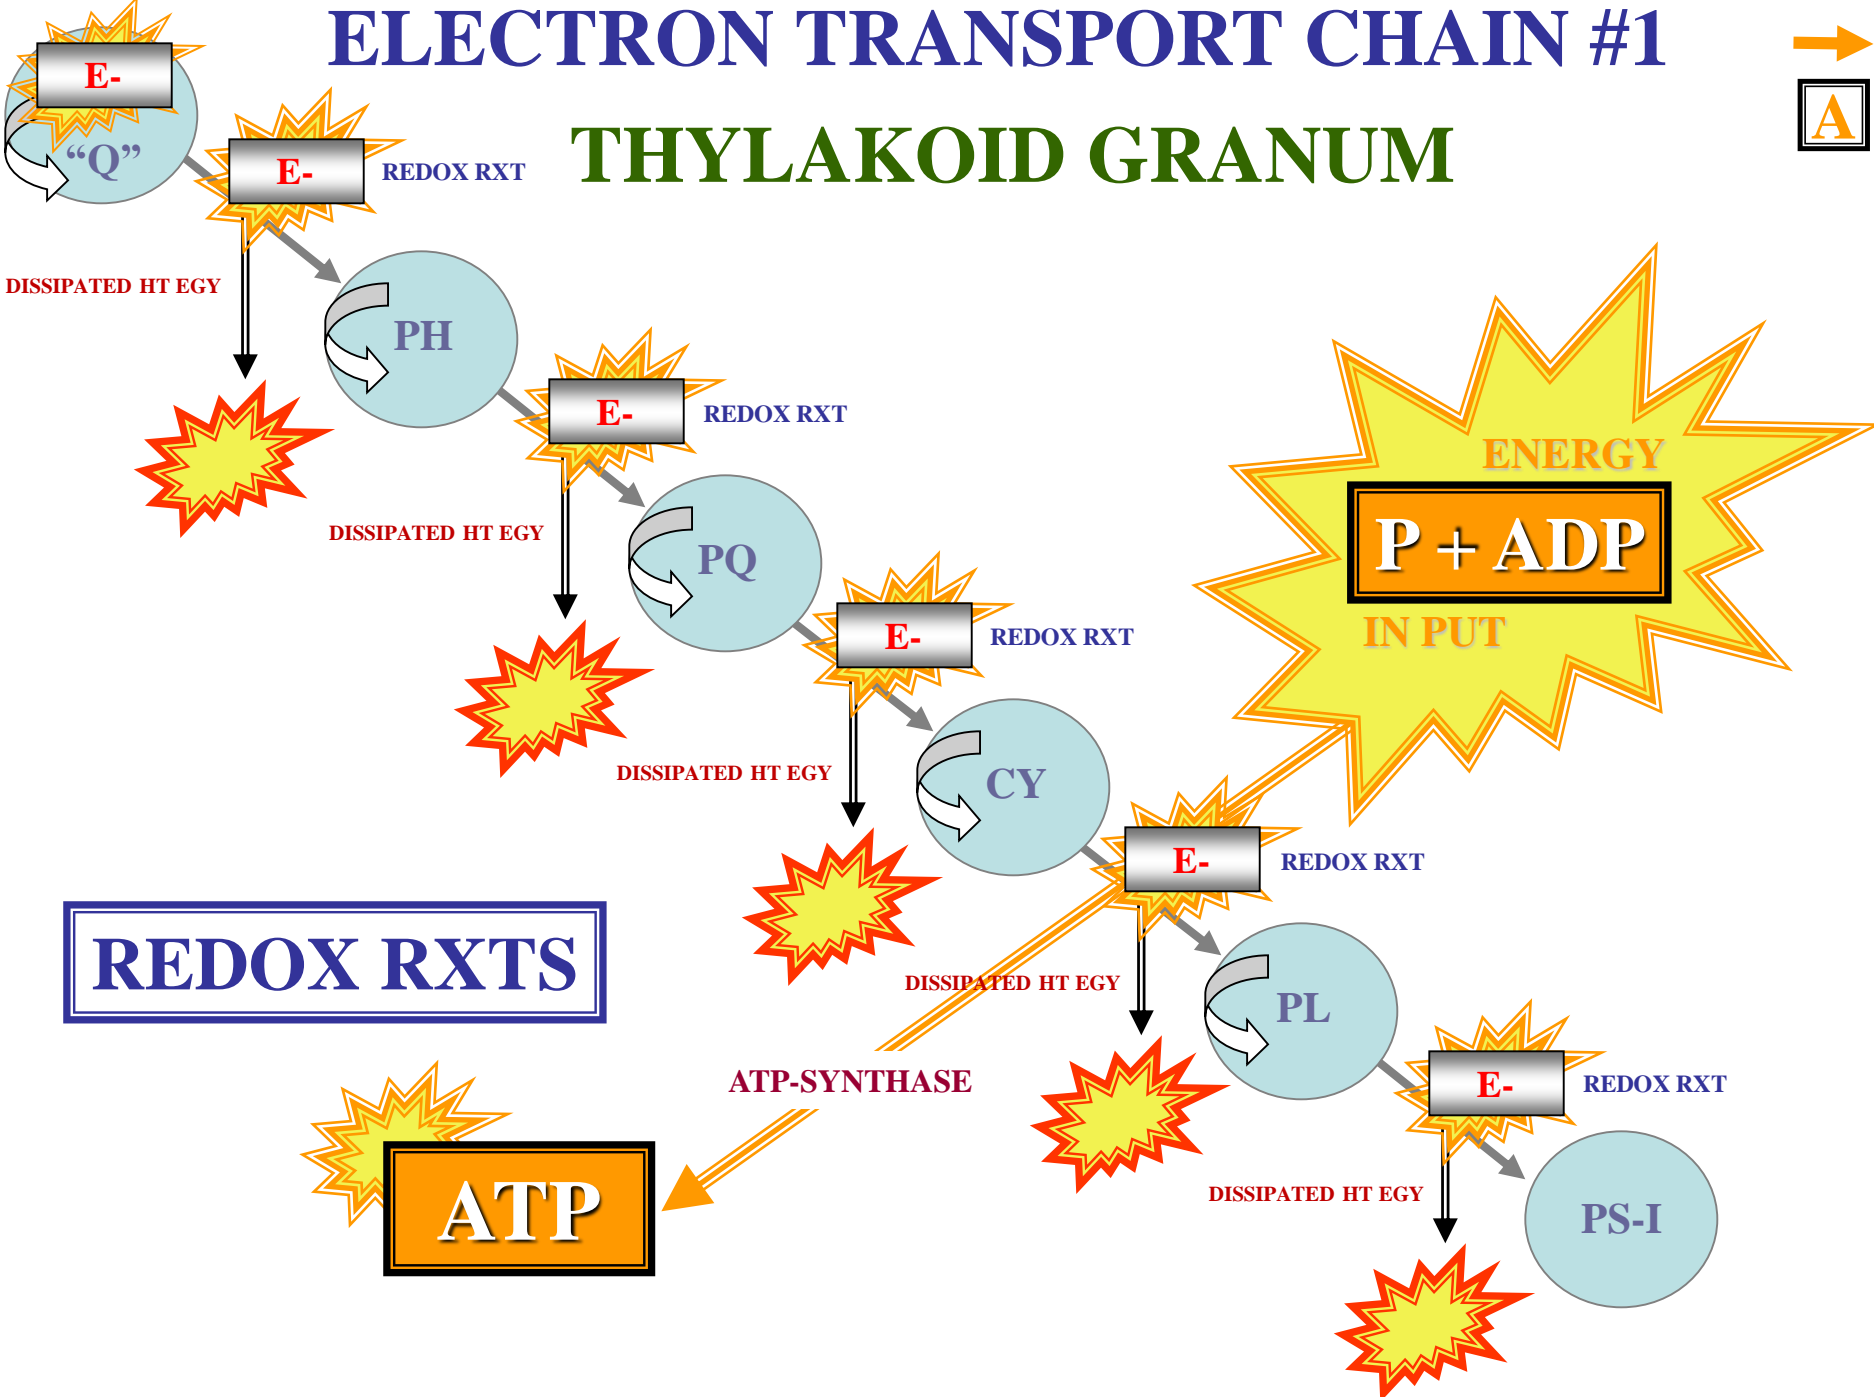 ELECTRON TRANSPORT CHAIN #1
E-
A
THYLAKOID GRANUM
“Q”
E-
REDOX RXT
DISSIPATED HT EGY
PH
E-
REDOX RXT
ENERGY
DISSIPATED HT EGY
P + ADP
PQ
IN PUT
E-
REDOX RXT
DISSIPATED HT EGY
CY
E-
REDOX RXT
REDOX RXTS
DISSIPATED HT EGY
PL
ATP-SYNTHASE
E-
REDOX RXT
DISSIPATED HT EGY
ATP
PS-I